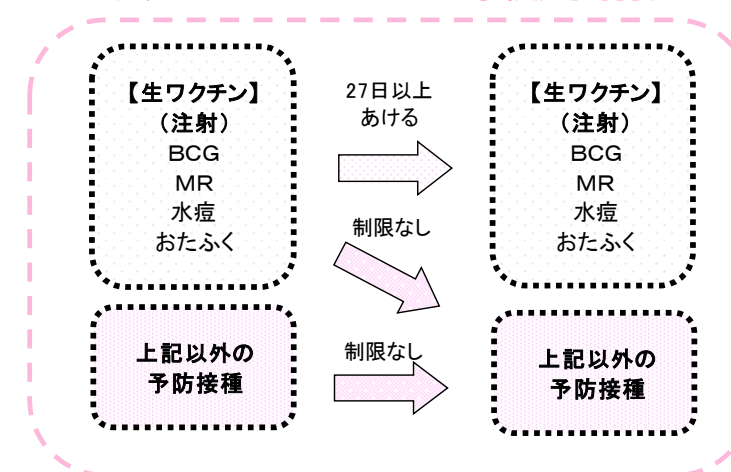 【生ワクチン】
（注射）
BCG
MR
水痘
おたふく
27日以上
あける
制限なし
【生ワクチン】
（注射）
BCG
MR
水痘
おたふく
上記以外の
予防接種
制限なし
上記以外の
予防接種